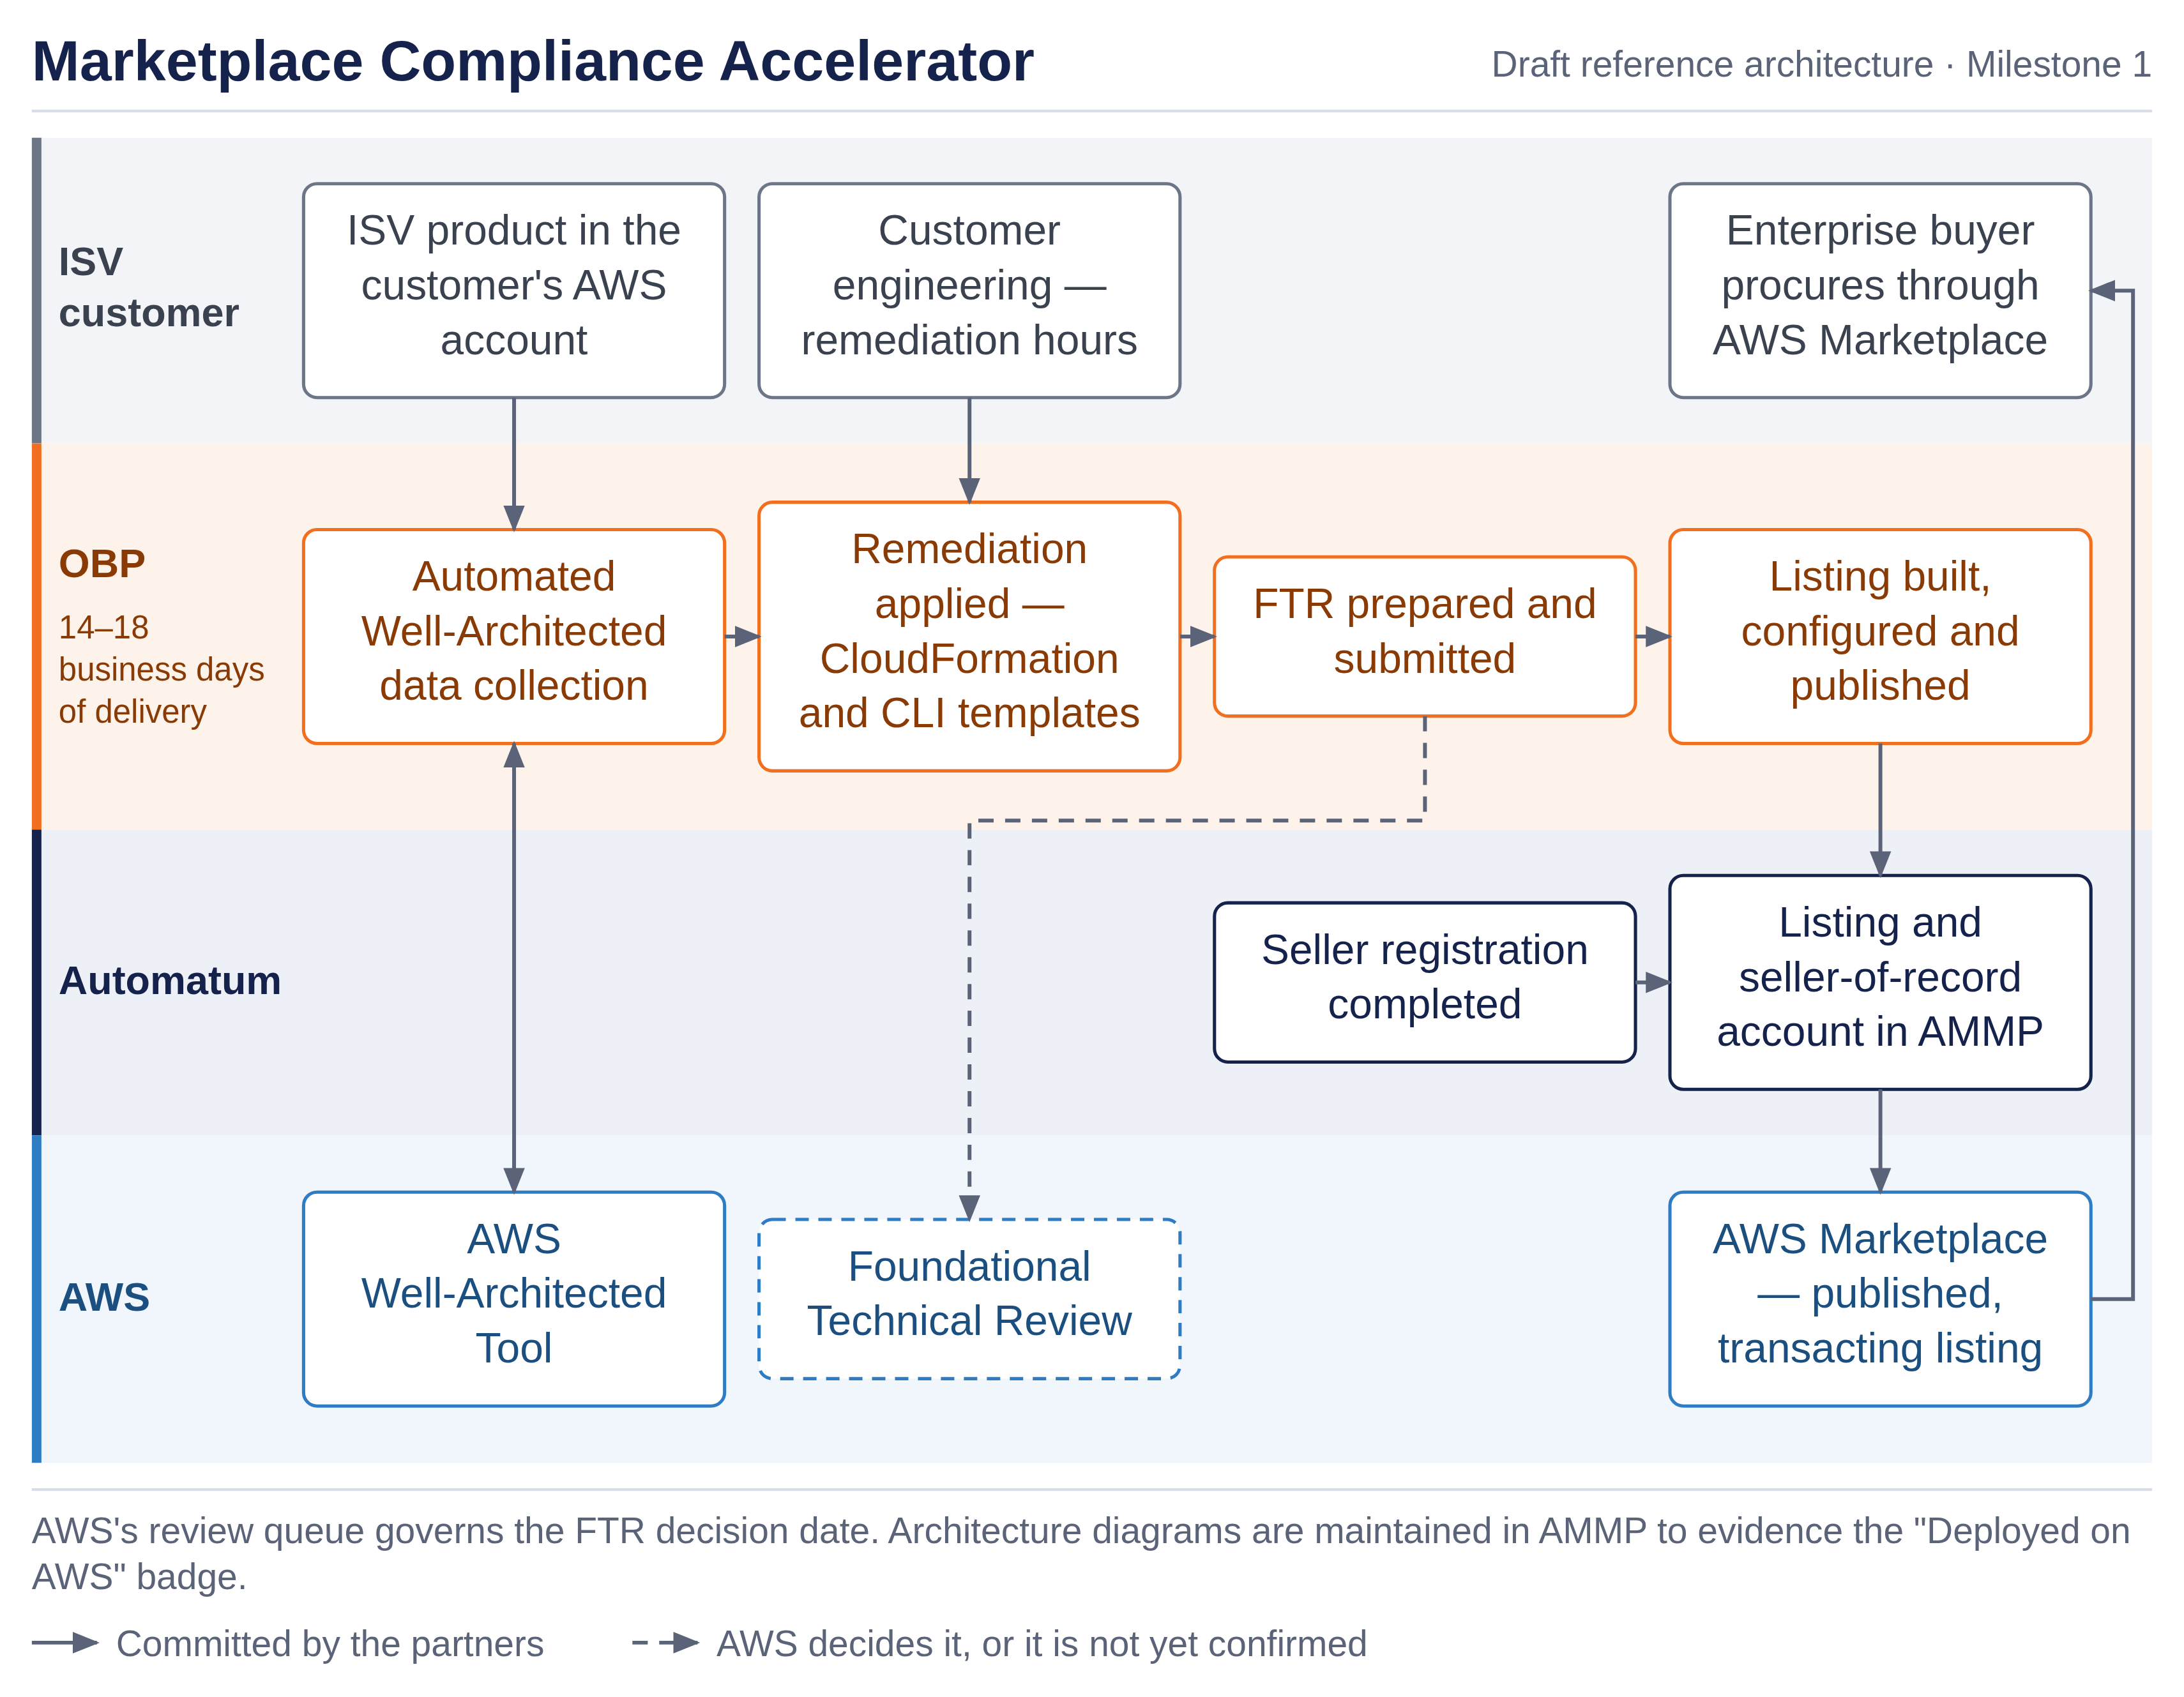 Marketplace Compliance Accelerator
Draft reference architecture · Milestone 1
ISV
customer
ISV product in the
customer's AWS
account
Customer
engineering —
remediation hours
Enterprise buyer
procures through
AWS Marketplace
OBP
14–18
business days
of delivery
Automated
Well-Architected
data collection
Remediation
applied —
CloudFormation
and CLI templates
FTR prepared and
submitted
Listing built,
configured and
published
Automatum
Seller registration
completed
Listing and
seller-of-record
account in AMMP
AWS
AWS
Well-Architected
Tool
Foundational
Technical Review
AWS Marketplace
— published,
transacting listing
AWS's review queue governs the FTR decision date. Architecture diagrams are maintained in AMMP to evidence the "Deployed on
AWS" badge.
Committed by the partners
AWS decides it, or it is not yet confirmed